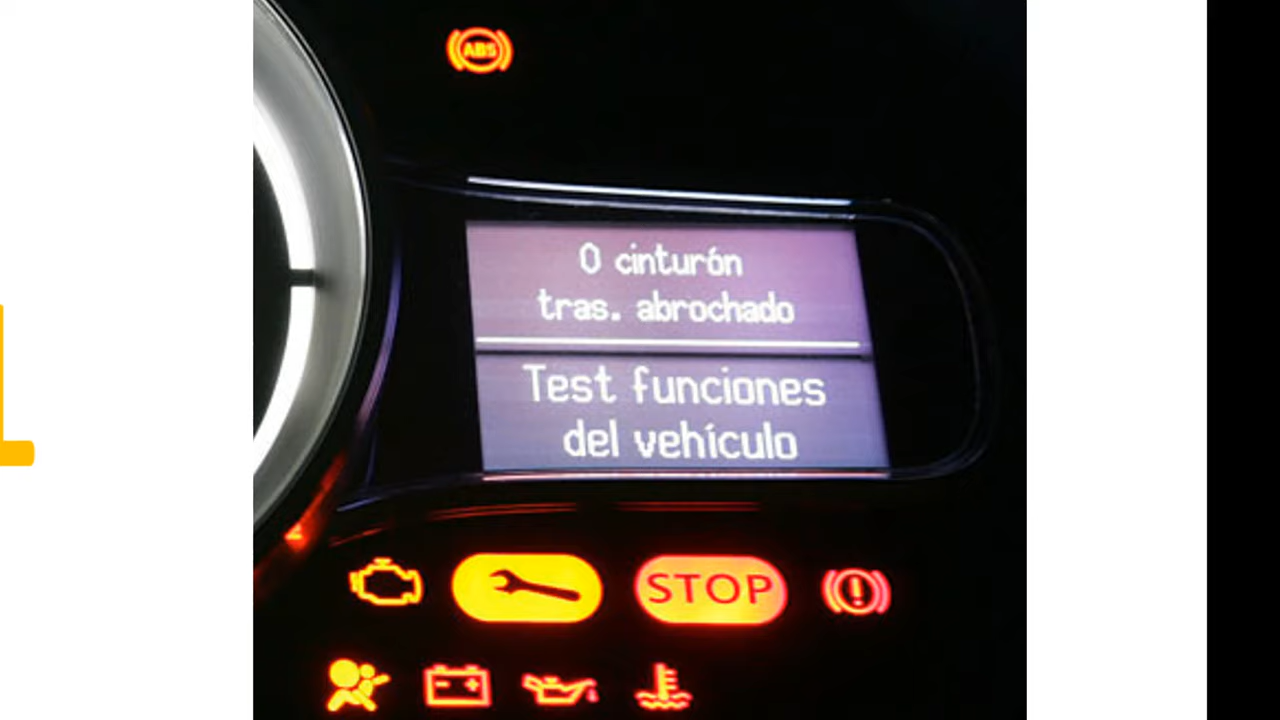 ABS
0 cinturón
tras. abrochado
Test funciones
del vehículo
STOP